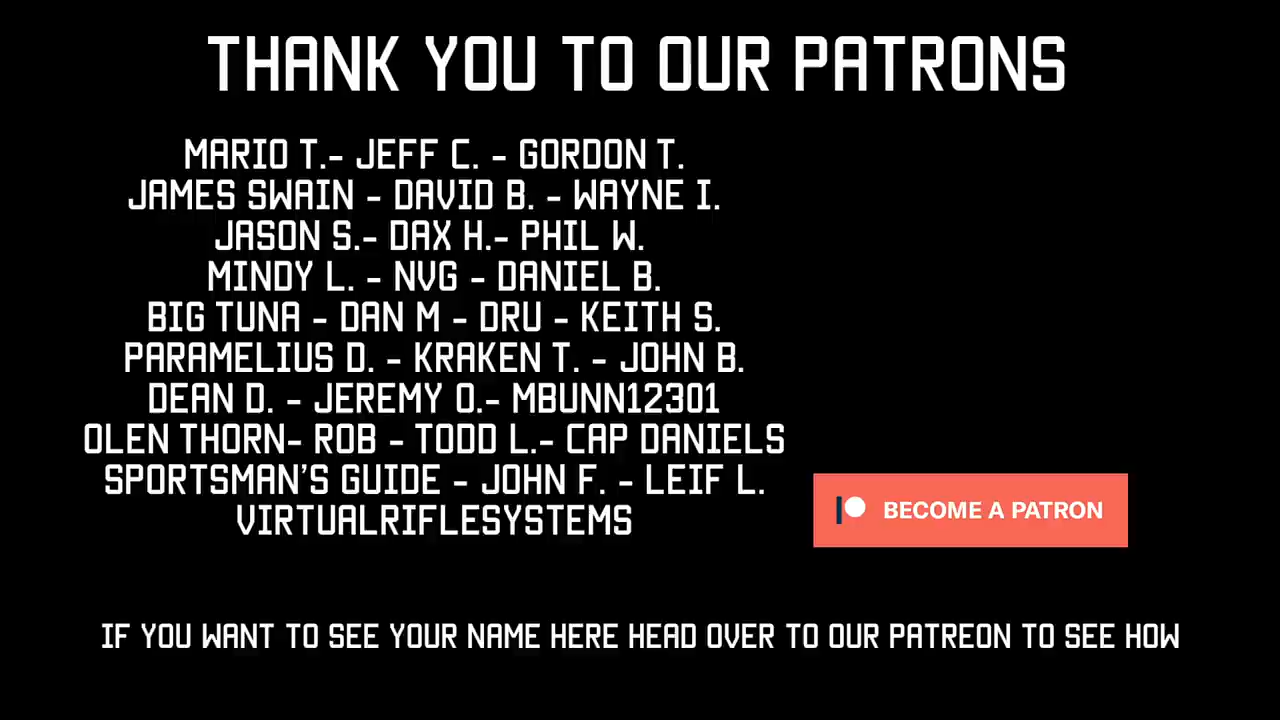 THANK YOU TO OUR PATRONS
MARIO T.- JEFF C. - GORDON T.
JAMES SWAIN - DAVID B. - WAYNE I.
JASON S.- DAX H.- PHIL W.
MINDY L. - NVG - DANIEL B.
BIG TUNA - DAN M - DRU - KEITH S.
PARAMELIUS D. - KRAKEN T. - JOHN B.
DEAN D. - JEREMY O.- MBUNN12301
OLEN THORN- ROB - TODD L.- CAP DANIELS
SPORTSMAN'S GUIDE - JOHN F. - LEIF L.
VIRTUALRIFLESYSTEMS
BECOME A PATRON
IF YOU WANT TO SEE YOUR NAME HERE HEAD OVER TO OUR PATREON TO SEE HOW